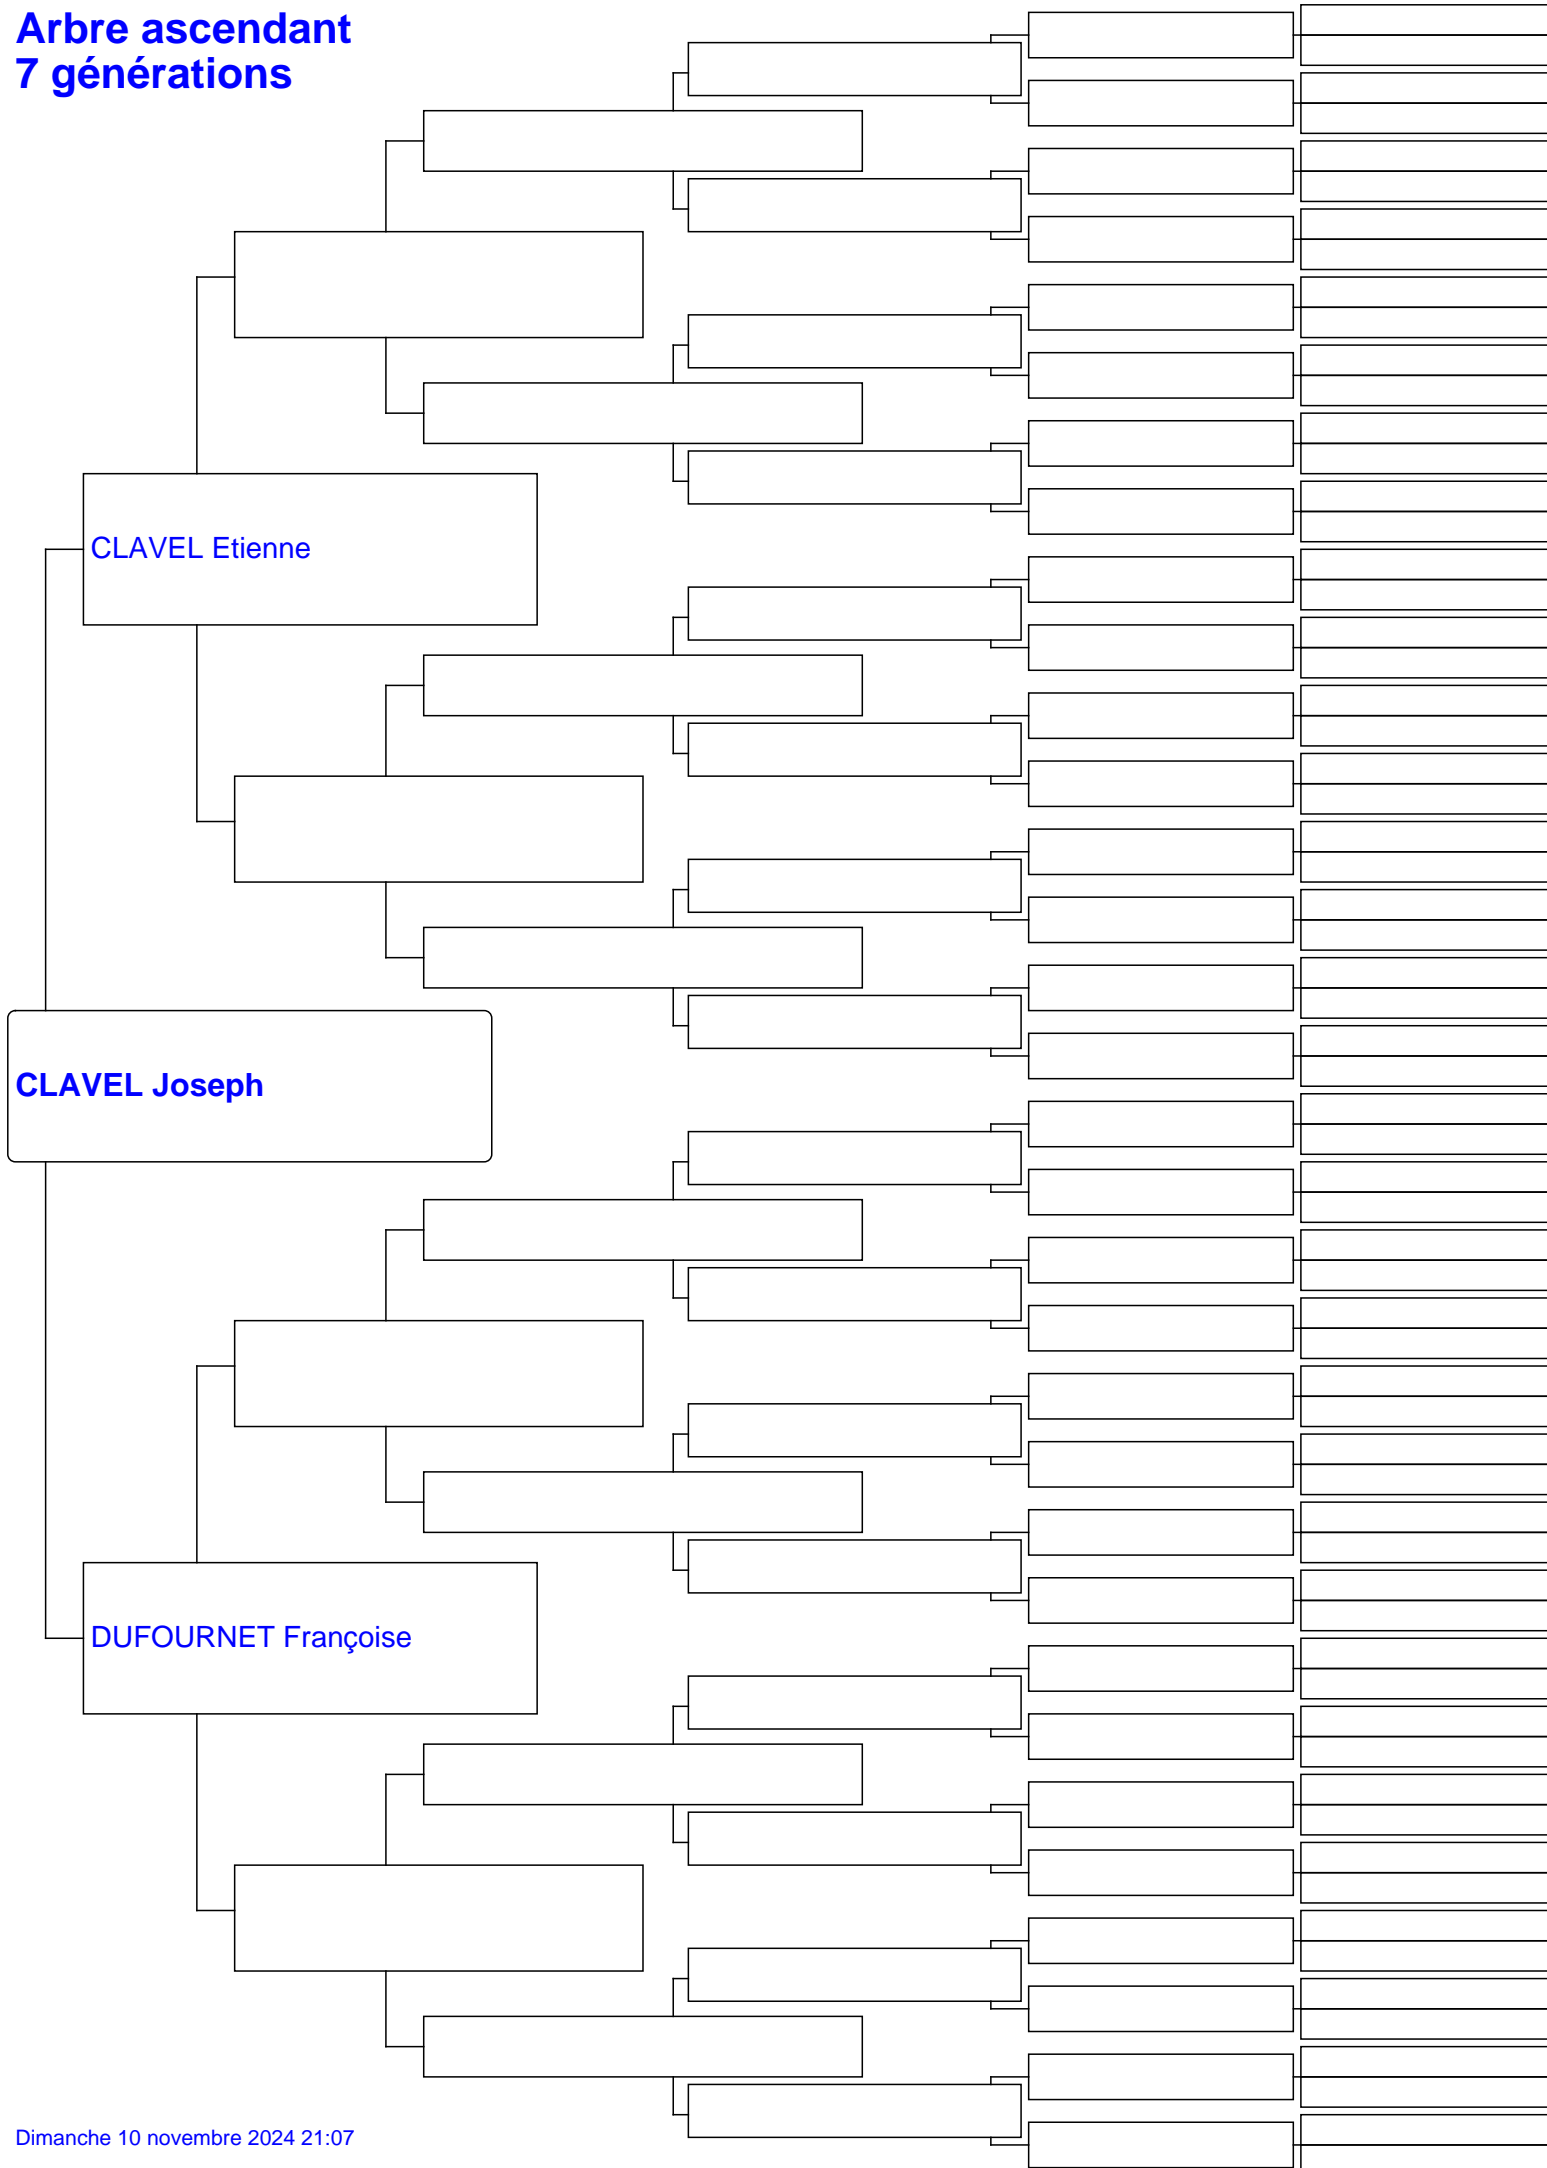 Arbre ascendant
7 générations
CLAVEL Etienne
CLAVEL Joseph
DUFOURNET Françoise
Dimanche 10 novembre 2024 21:07